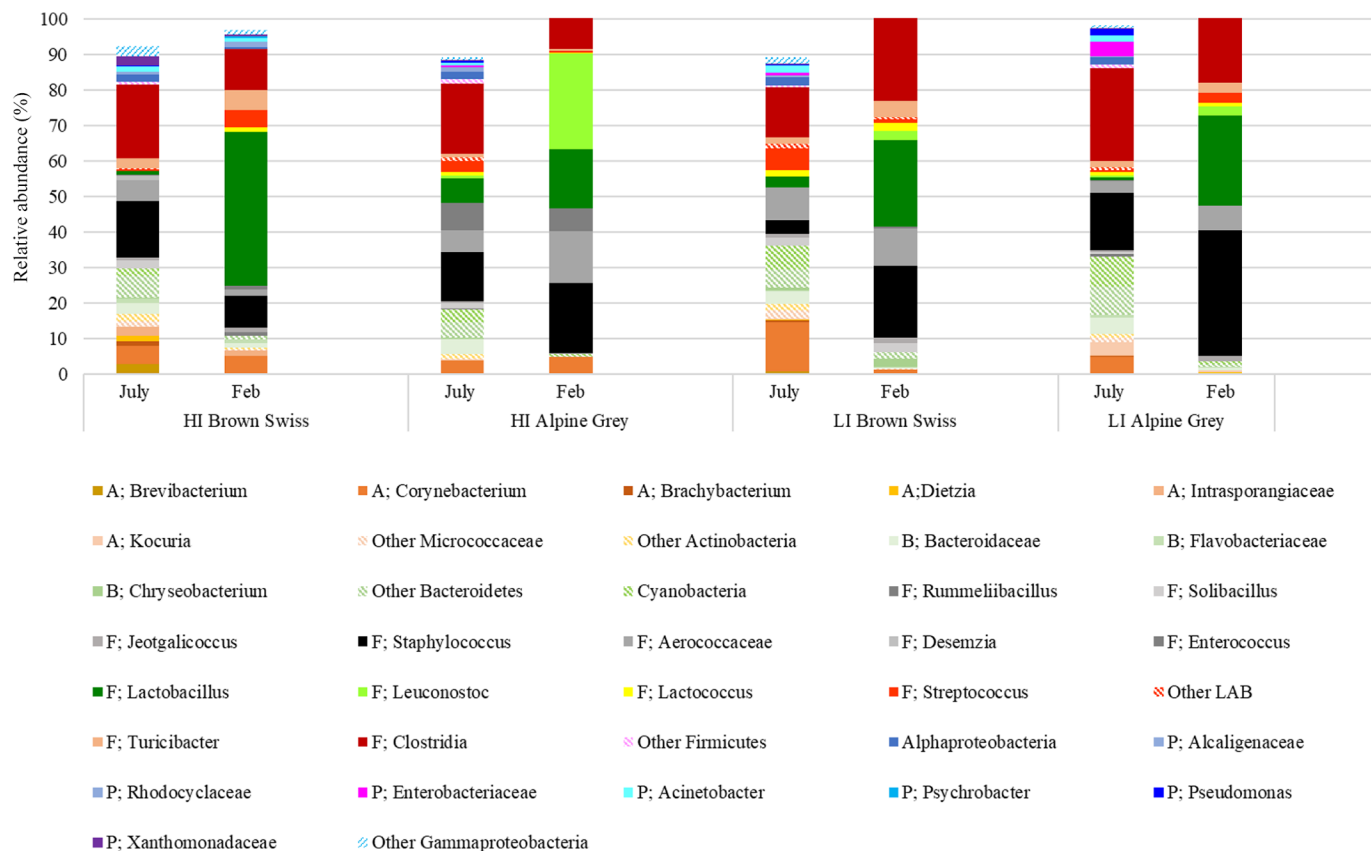 Relative abundance (%)
100
90
80
70
60
50
40
30
20
10
0
July Feb July Feb July Feb July Feb
HI Brown Swiss HI Alpine Grey LI Brown Swiss LI Alpine Grey
A; Brevibacterium A; Corynebacterium A; Brachybacterium A;Dietzia A; Intrasporangiaceae
A; Kocuria Other Micrococcaceae Other Actinobacteria B; Bacteroidaceae B; Flavobacteriaceae
B; Chryseobacterium Other Bacteroidetes Cyanobacteria F; Rummeliibacillus F; Solibacillus
F; Jeotgalicoccus F; Staphylococcus F; Aerococcaceae F; Desemzia F; Enterococcus
F; Lactobacillus F; Leuconostoc F; Lactococcus F; Streptococcus Other LAB
F; Turicibacter F; Clostridia Other Firmicutes Alphaproteobacteria P; Alcaligenaceae
P; Rhodocyclaceae P; Enterobacteriaceae P; Acinetobacter P; Psychrobacter P; Pseudomonas
P; Xanthomonadaceae Other Gammaproteobacteria